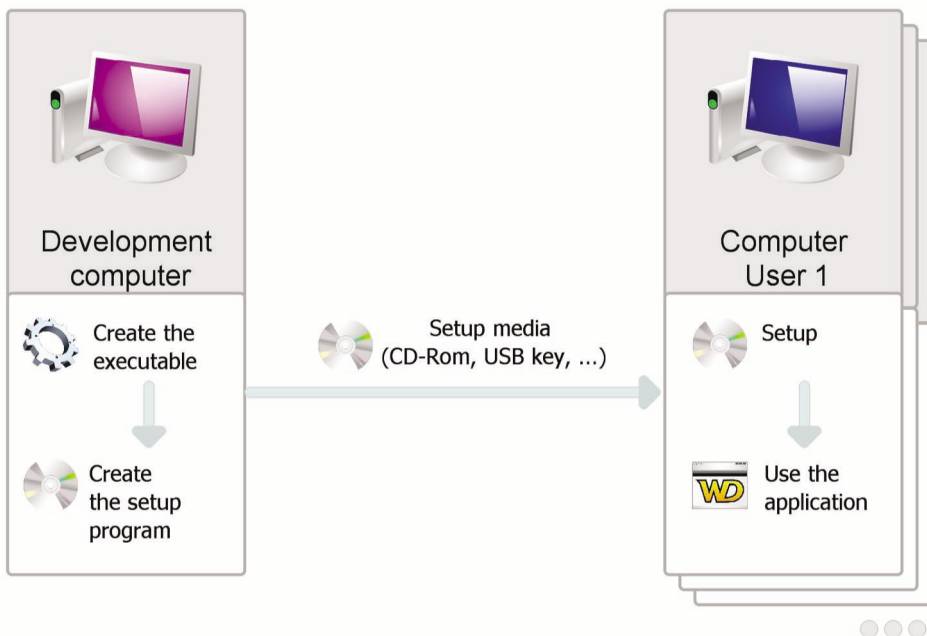 Development
computer
Create the
executable
Create
the setup
program
Setup media
(CD-Rom, USB key, ...)
Computer
User 1
Setup
WD
Use the
application